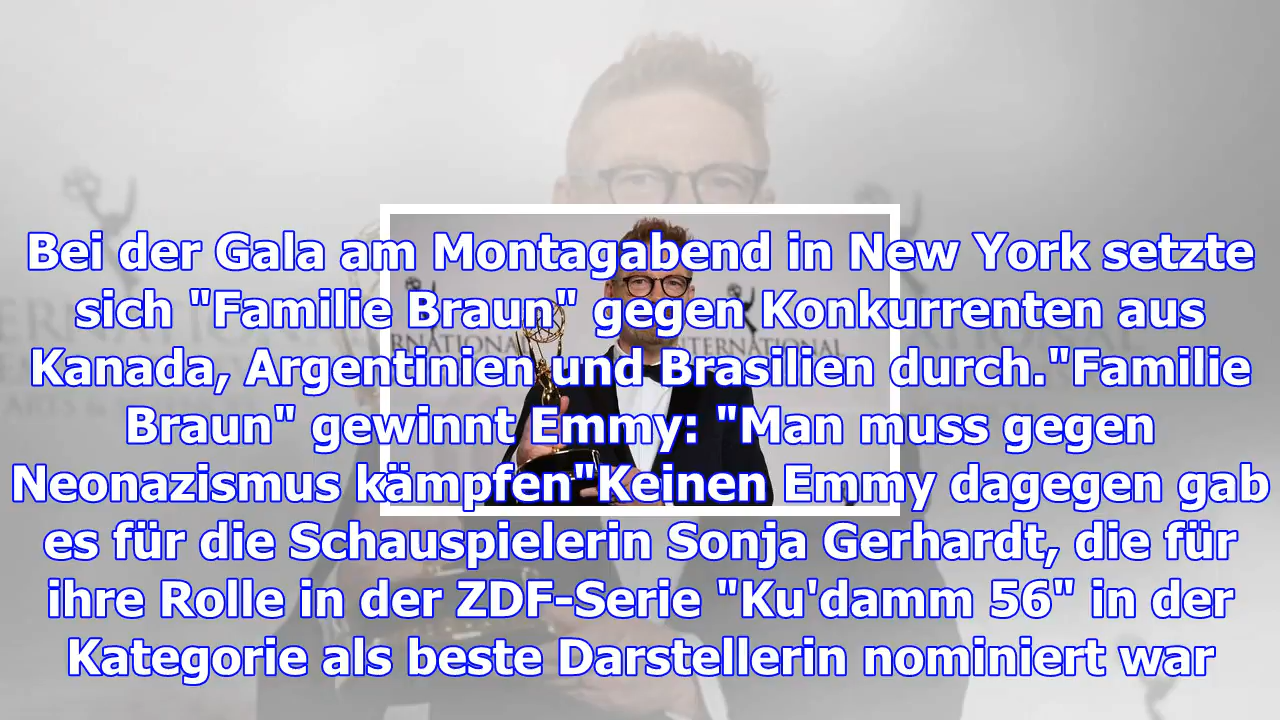 Bei der Gala am Montagabend in New York setzte
sich "Familie Braun" gegen Konkurrenten aus
Kanada, Argentinien und Brasilien durch."Familie
Braun" gewinnt Emmy: "Man muss gegen
Neonazismus kämpfen"Keinen Emmy dagegen gab
es für die Schauspielerin Sonja Gerhardt, die für
ihre Rolle in der ZDF-Serie "Ku'damm 56" in der
Kategorie als beste Darstellerin nominiert war